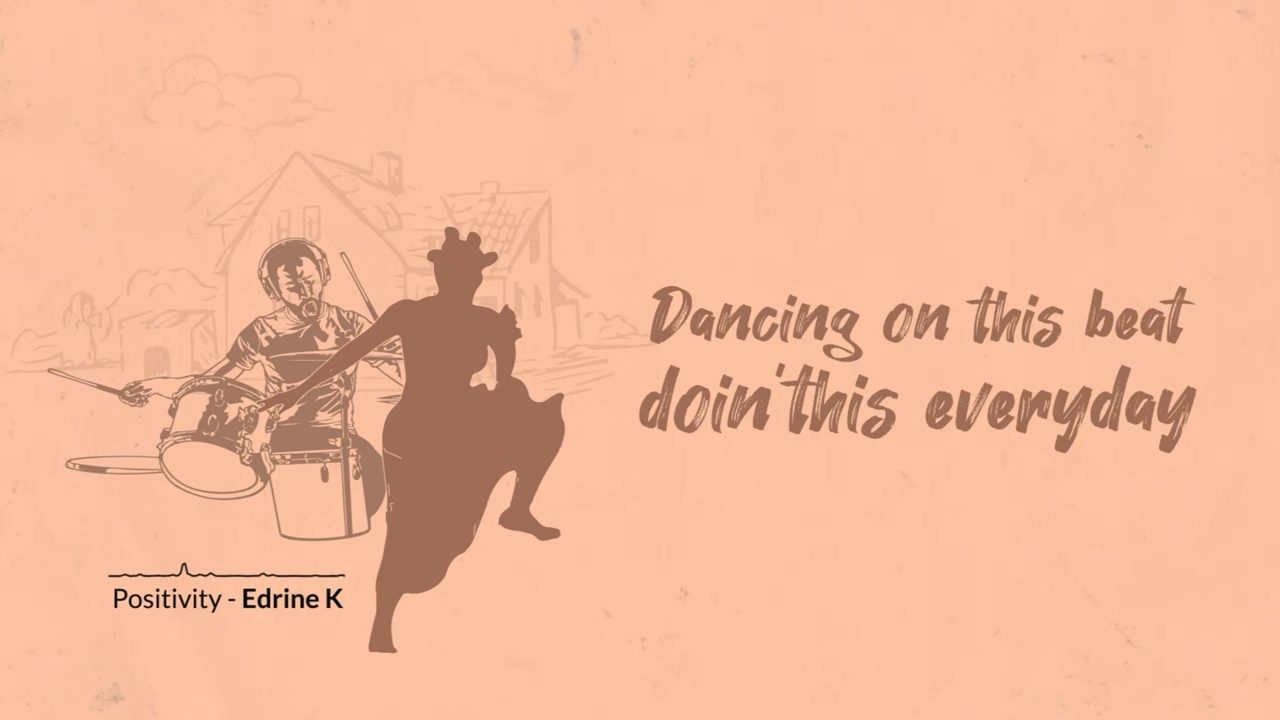 Dancing on this beat
doin' this everyday
Positivity - Edrine K